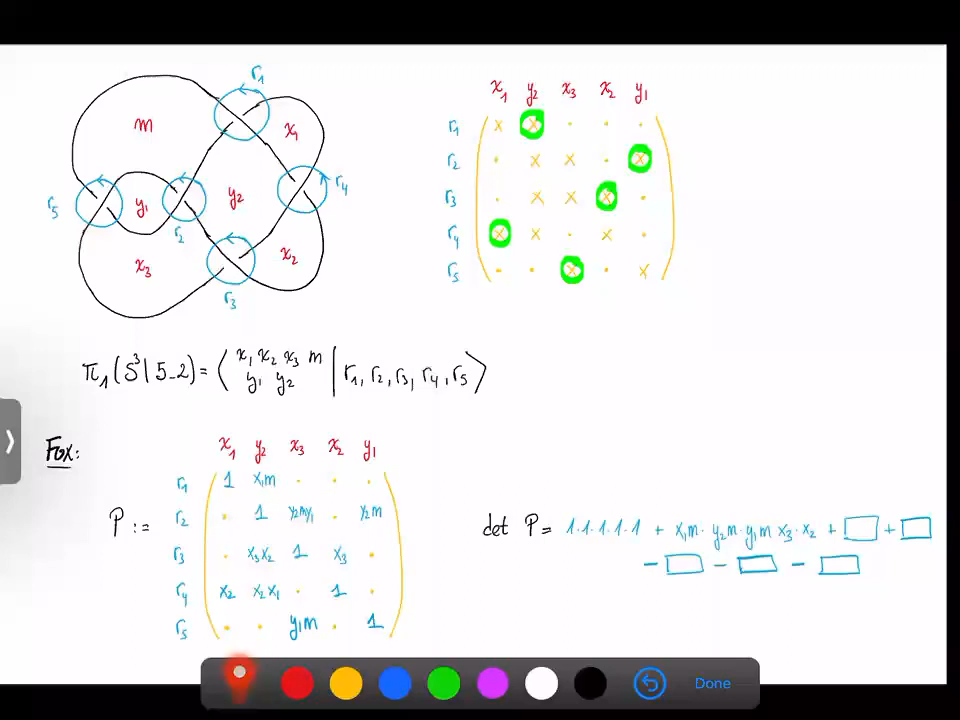 r1
m
x1
r5
y1
y2
r4
r2
x3
x2
r3
x1 y2 x3 x2 y1
r1 x x · · ·
r2 · x x · x
r3 · x x x ·
r4 x x · x ·
r5 · · x · x
π1(S³\5_2) = ⟨ x1 x2 x3 m y1 y2 | r1, r2, r3, r4, r5 ⟩
Fox:
x1 y2 x3 x2 y1
r1 1 x1m · · ·
r2 · 1 y2my1 · y2m
P := r3 · x3x2 1 x3 ·
r4 x2 x2x1 · 1 ·
r5 · · y1m · 1
det P = 1·1·1·1·1 + x1m · y2m · y1m x3 · x2 + □ + □
− □ − □ − □
Done